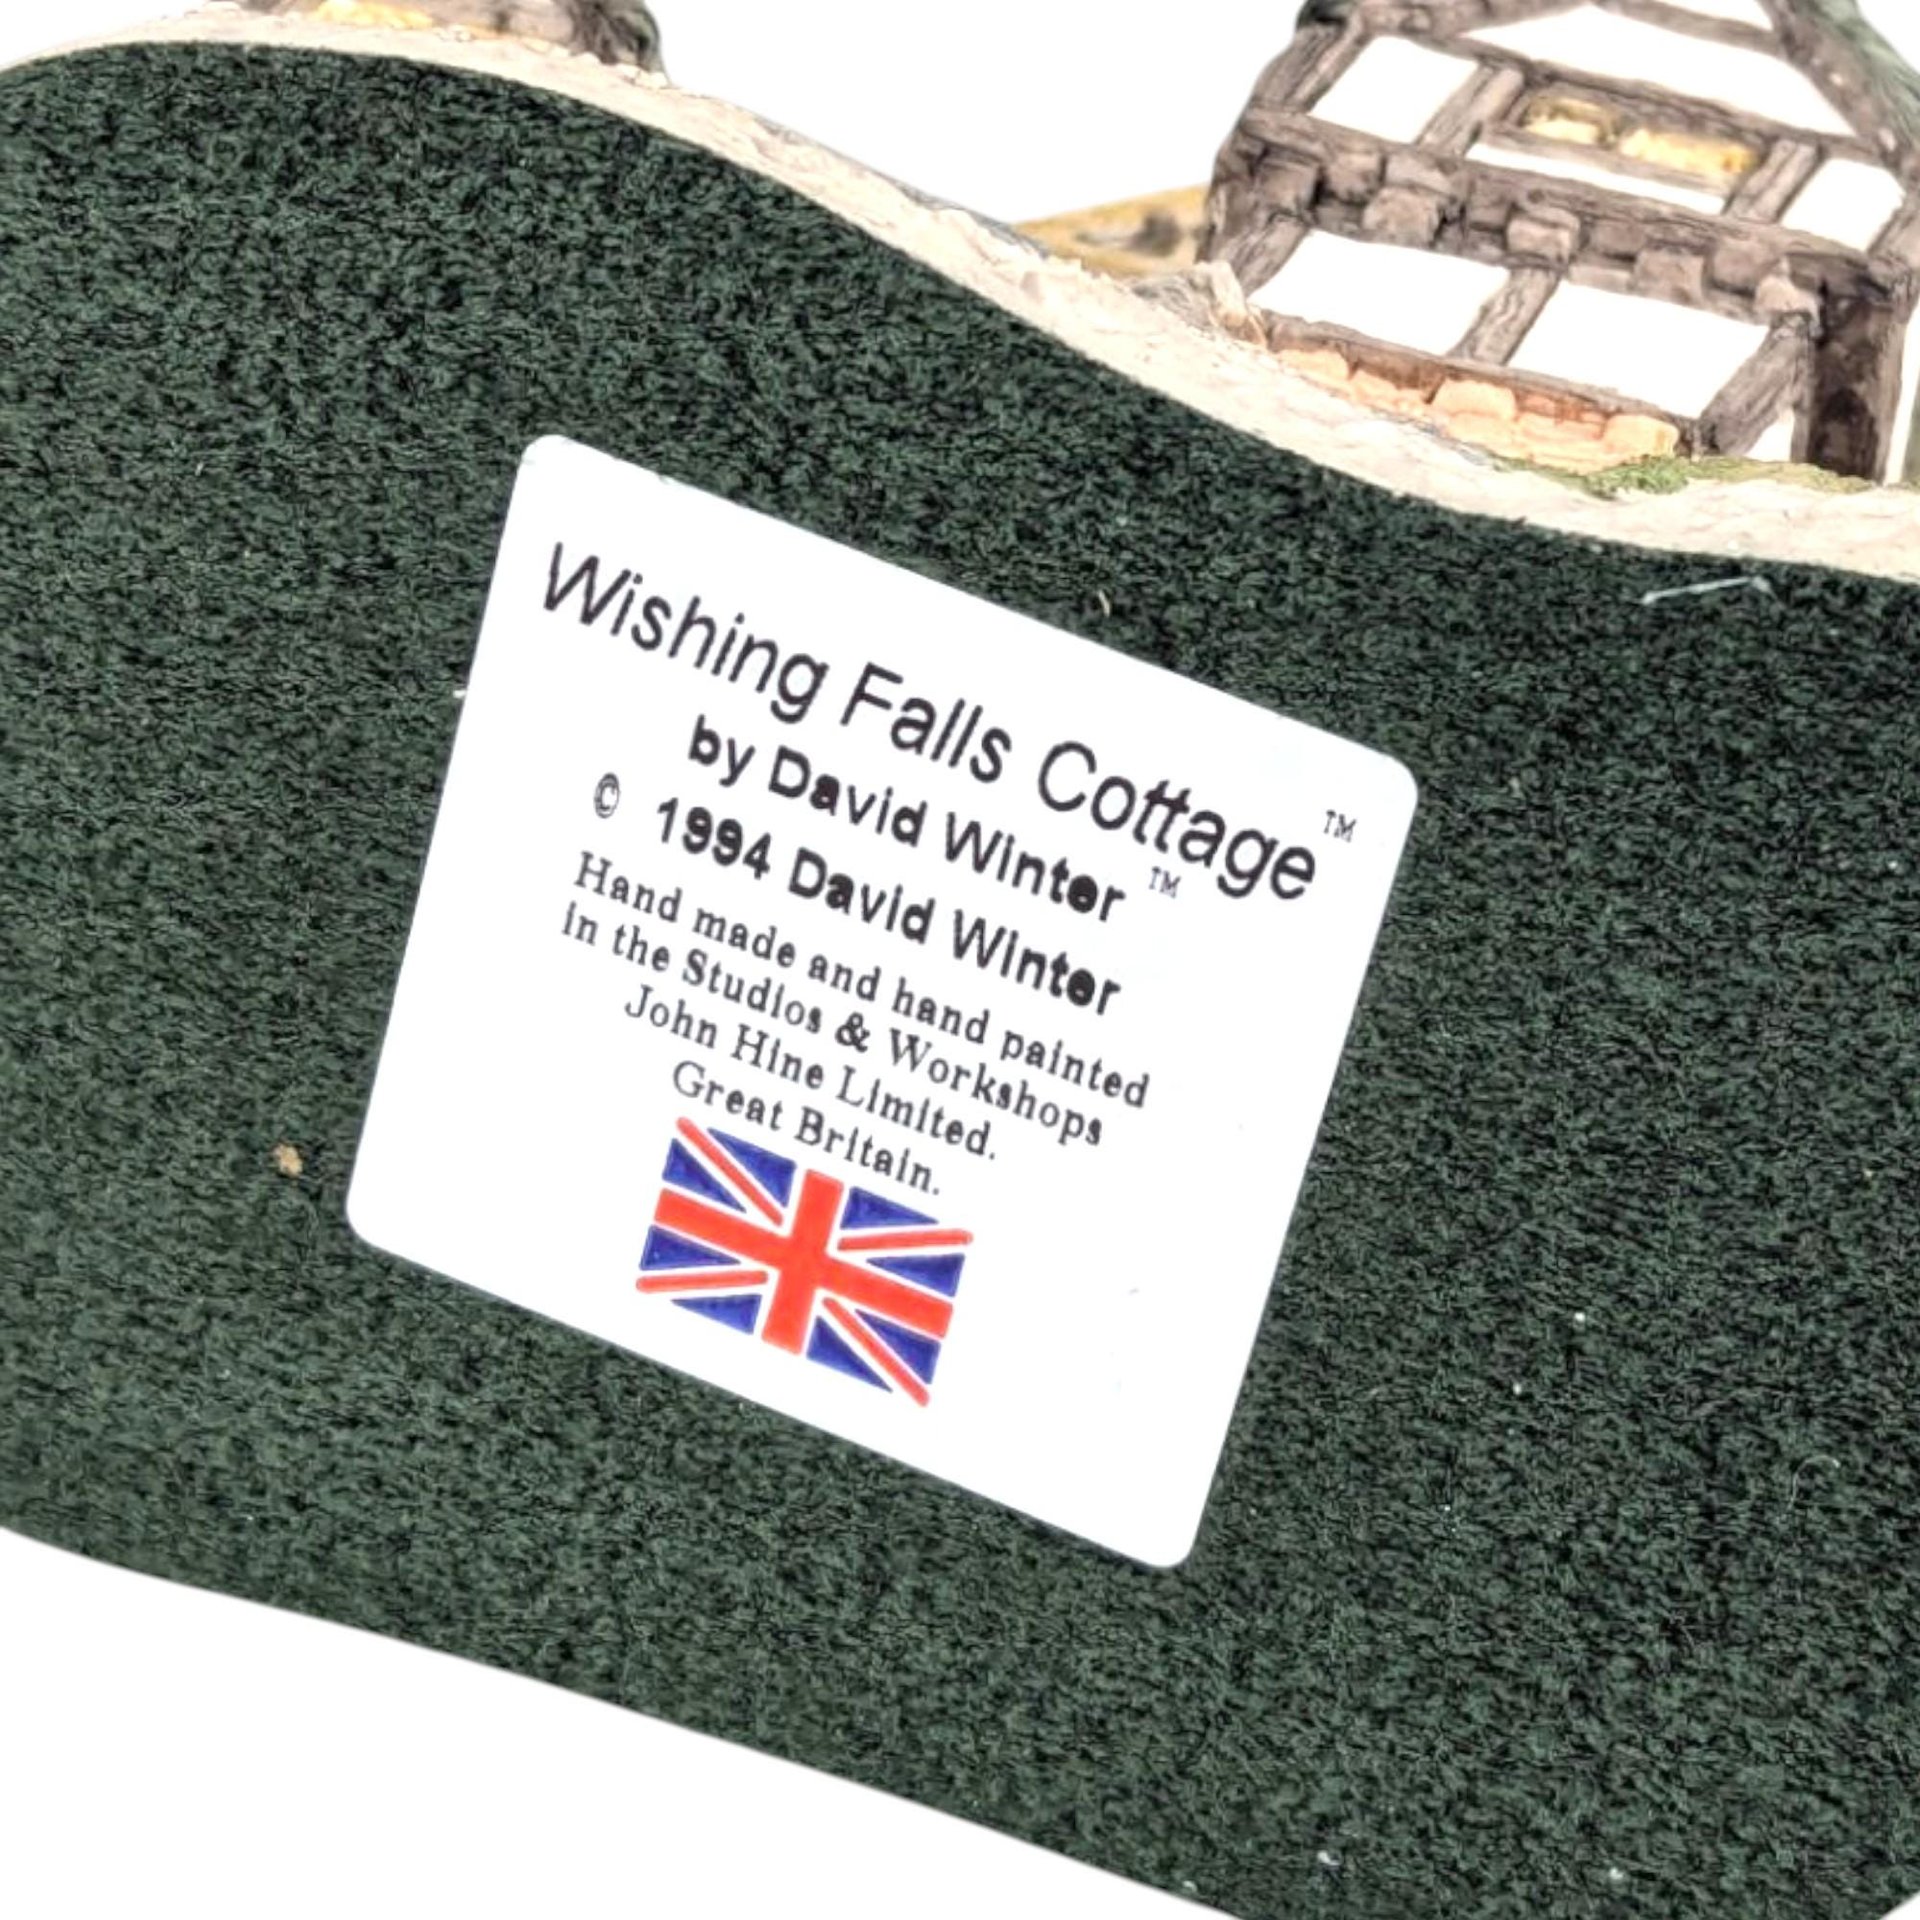 Wishing Falls Cottage™
by David Winter™
© 1994 David Winter
Hand made and hand painted
in the Studios & Workshops
John Hine Limited.
Great Britain.